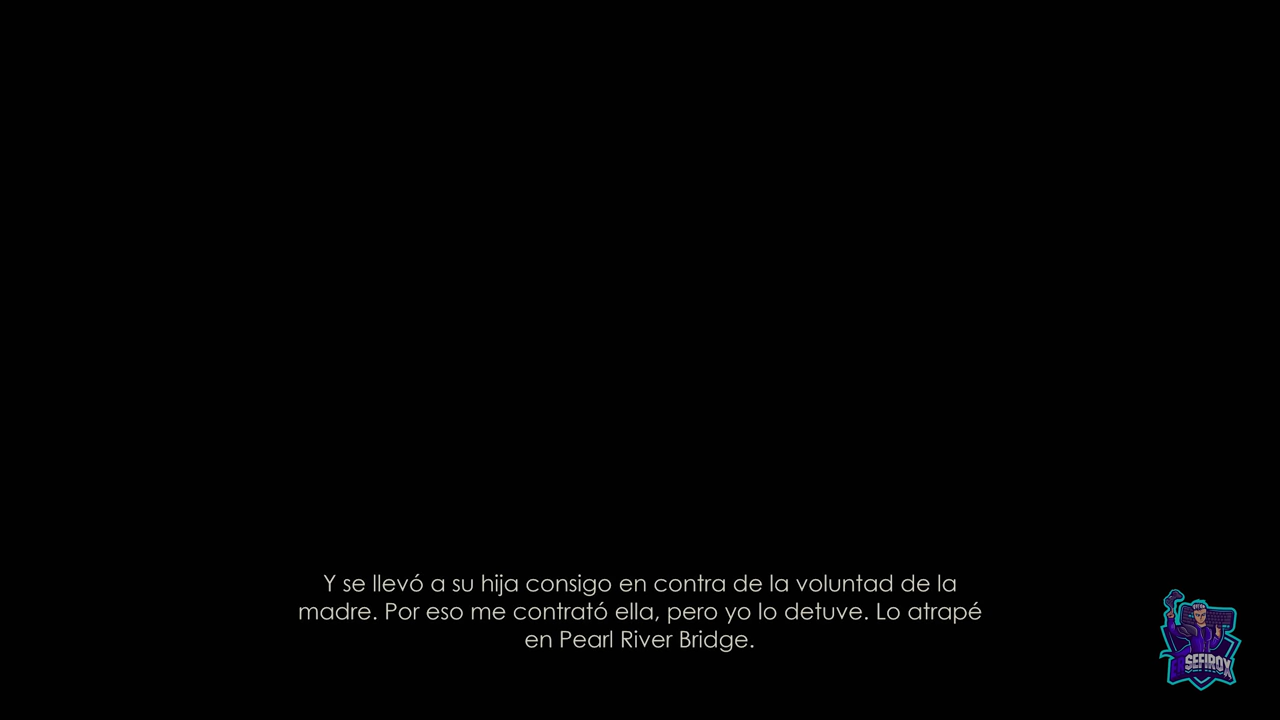 Y se llevó a su hija consigo en contra de la voluntad de la
madre. Por eso me contrató ella, pero yo lo detuve. Lo atrapé
en Pearl River Bridge.
SEFIROX